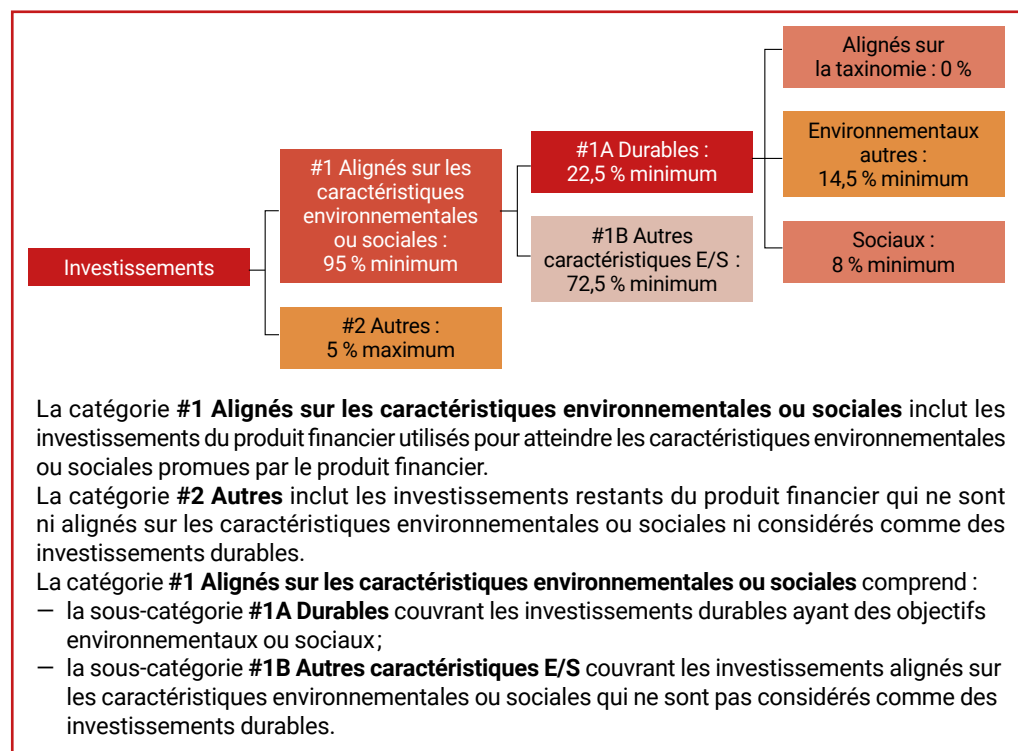 Investissements
#1 Alignés sur les
caractéristiques
environnementales
ou sociales :
95 % minimum
#2 Autres :
5 % maximum
#1A Durables :
22,5 % minimum
#1B Autres
caractéristiques E/S :
72,5 % minimum
Alignés sur
la taxinomie : 0 %
Environnementaux
autres :
14,5 % minimum
Sociaux :
8 % minimum
La catégorie #1 Alignés sur les caractéristiques environnementales ou sociales inclut les
investissements du produit financier utilisés pour atteindre les caractéristiques environnementales
ou sociales promues par le produit financier.
La catégorie #2 Autres inclut les investissements restants du produit financier qui ne sont
ni alignés sur les caractéristiques environnementales ou sociales ni considérés comme des
investissements durables.
La catégorie #1 Alignés sur les caractéristiques environnementales ou sociales comprend :
— la sous-catégorie #1A Durables couvrant les investissements durables ayant des objectifs
environnementaux ou sociaux;
— la sous-catégorie #1B Autres caractéristiques E/S couvrant les investissements alignés sur
les caractéristiques environnementales ou sociales qui ne sont pas considérés comme des
investissements durables.